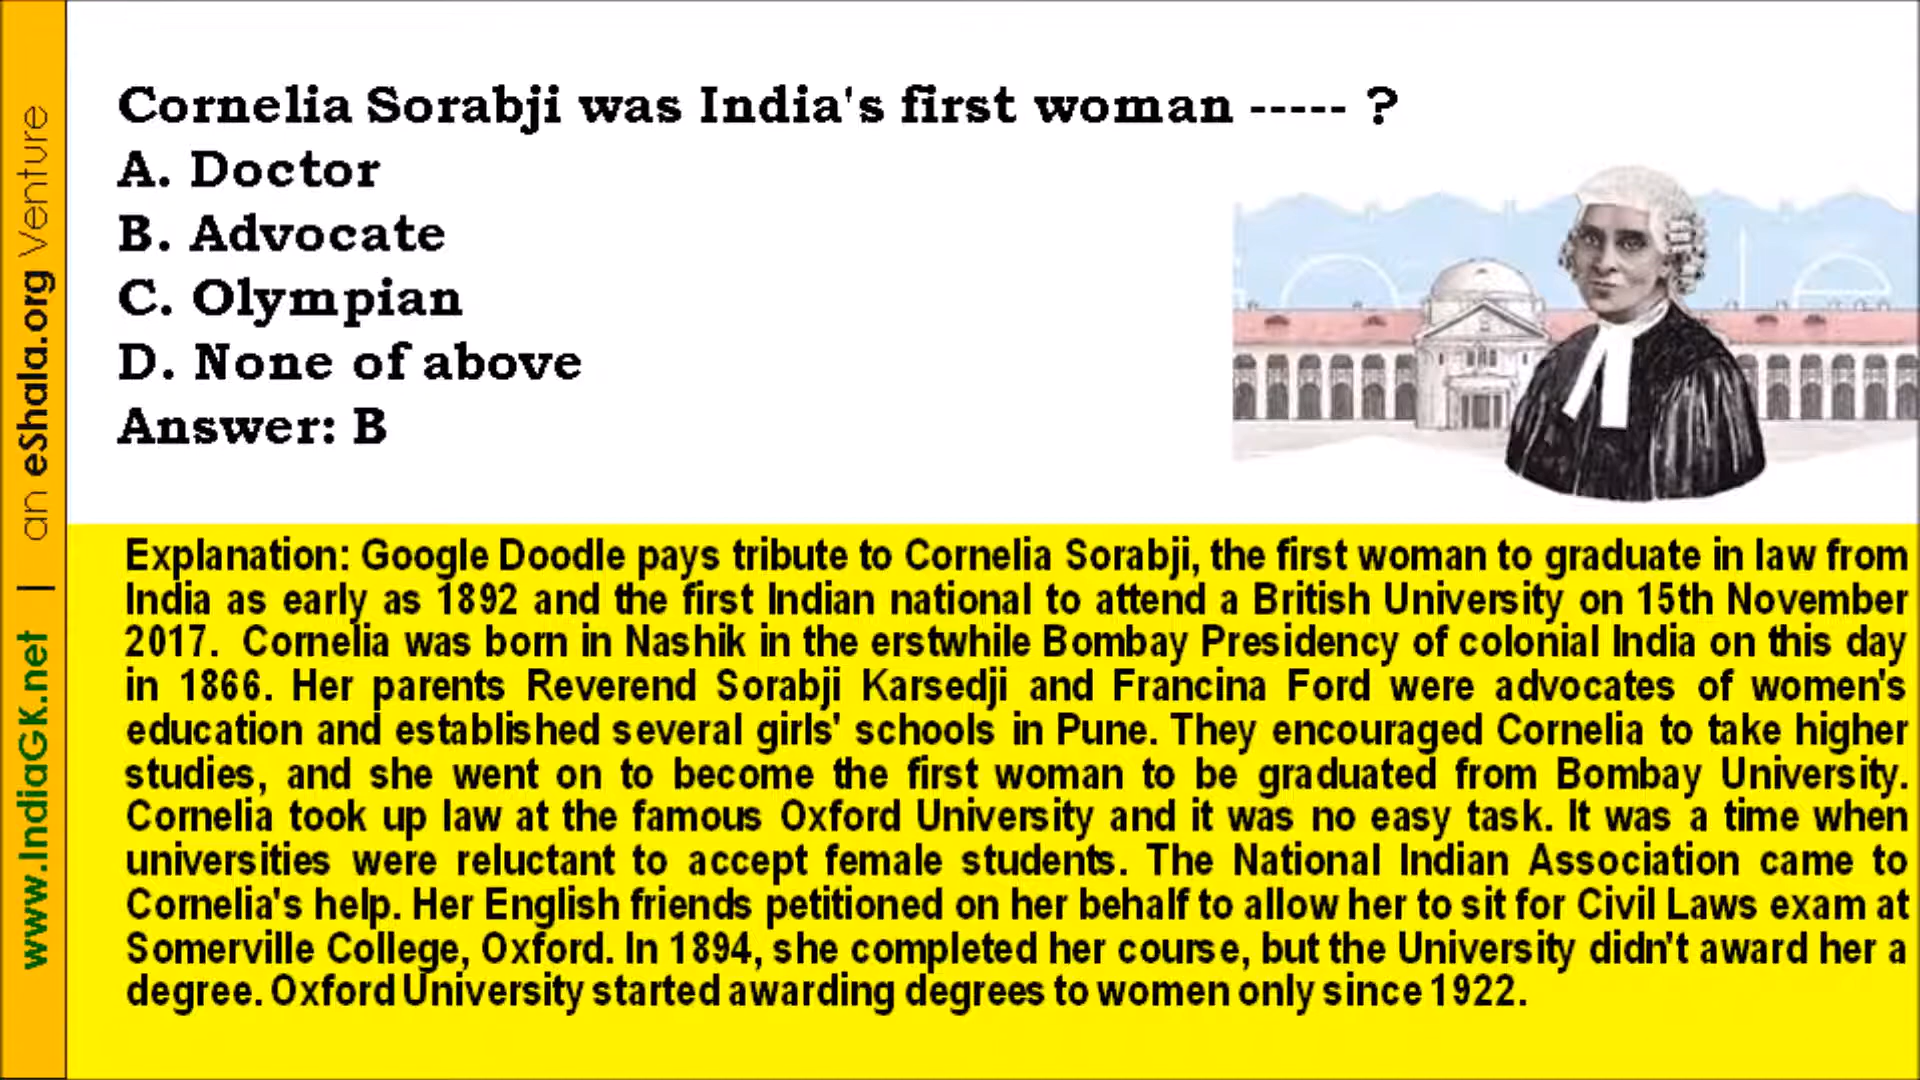 Cornelia Sorabji was India's first woman ----- ?
A. Doctor
B. Advocate
C. Olympian
D. None of above
Answer: B
Explanation: Google Doodle pays tribute to Cornelia Sorabji, the first woman to graduate in law from
India as early as 1892 and the first Indian national to attend a British University on 15th November
2017. Cornelia was born in Nashik in the erstwhile Bombay Presidency of colonial India on this day
in 1866. Her parents Reverend Sorabji Karsedji and Francina Ford were advocates of women's
education and established several girls' schools in Pune. They encouraged Cornelia to take higher
studies, and she went on to become the first woman to be graduated from Bombay University.
Cornelia took up law at the famous Oxford University and it was no easy task. It was a time when
universities were reluctant to accept female students. The National Indian Association came to
Cornelia's help. Her English friends petitioned on her behalf to allow her to sit for Civil Laws exam at
Somerville College, Oxford. In 1894, she completed her course, but the University didn't award her a
degree. Oxford University started awarding degrees to women only since 1922.
www.IndiaGK.net | an eShala.org Venture